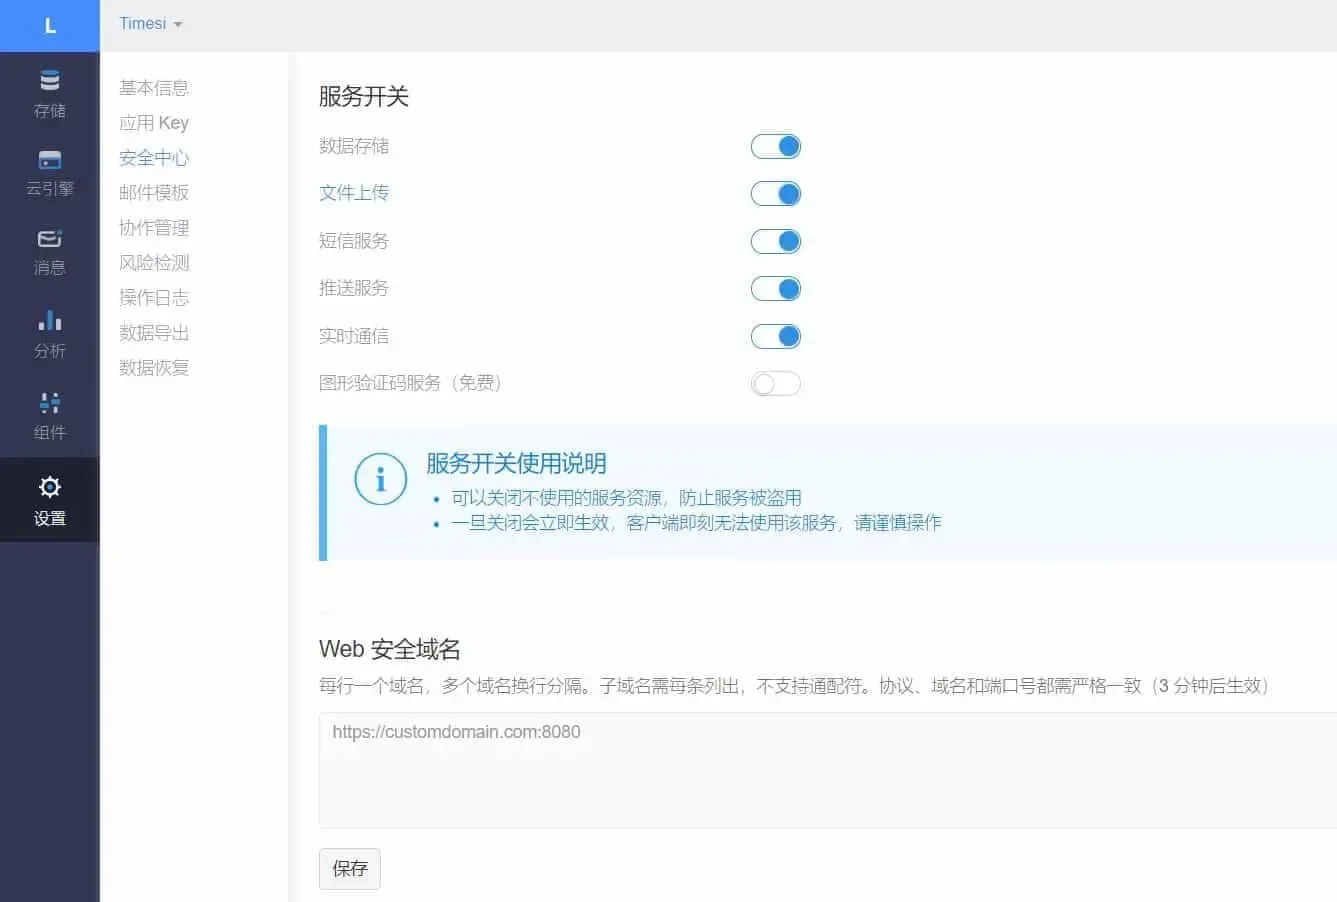 L
Timesi
存储
云引擎
消息
分析
组件
设置
基本信息
应用 Key
安全中心
邮件模板
协作管理
风险检测
操作日志
数据导出
数据恢复
服务开关
数据存储
文件上传
短信服务
推送服务
实时通信
图形验证码服务（免费）
服务开关使用说明
• 可以关闭不使用的服务资源，防止服务被盗用
• 一旦关闭会立即生效，客户端即刻无法使用该服务，请谨慎操作
Web 安全域名
每行一个域名，多个域名换行分隔。子域名需每条列出，不支持通配符。协议、域名和端口号都需严格一致（3 分钟后生效）
https://customdomain.com:8080
保存